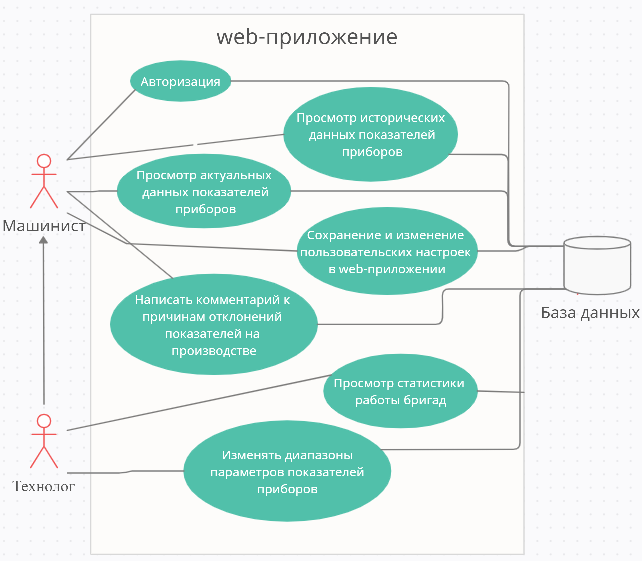 web-приложение
Авторизация
Просмотр исторических
данных показателей
приборов
Просмотр актуальных
данных показателей
приборов
Машинист
Сохранение и изменение
пользовательских настроек
в web-приложении
База данных
Написать комментарий к
причинам отклонений
показателей на
производстве
Просмотр статистики
работы бригад
Технолог
Изменять диапазоны
параметров показателей
приборов